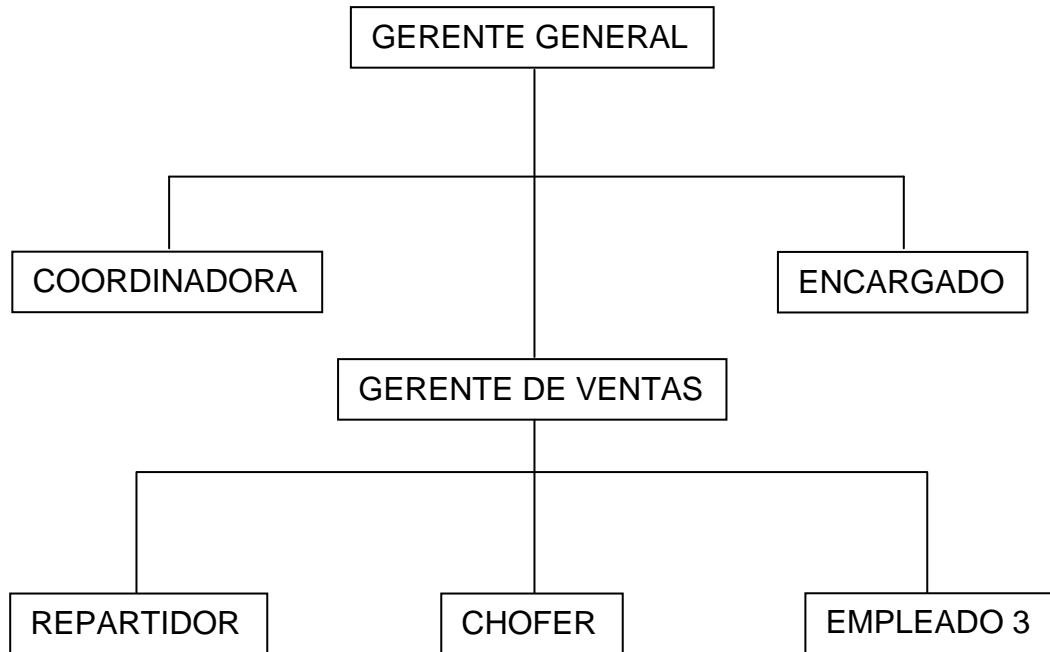 GERENTE GENERAL
COORDINADORA
ENCARGADO
GERENTE DE VENTAS
REPARTIDOR
CHOFER
EMPLEADO 3